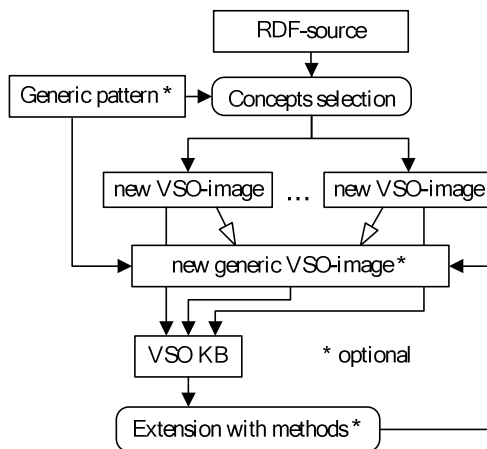 RDF-source
Generic pattern *
Concepts selection
new VSO-image
...
new VSO-image
new generic VSO-image *
VSO KB
* optional
Extension with methods *